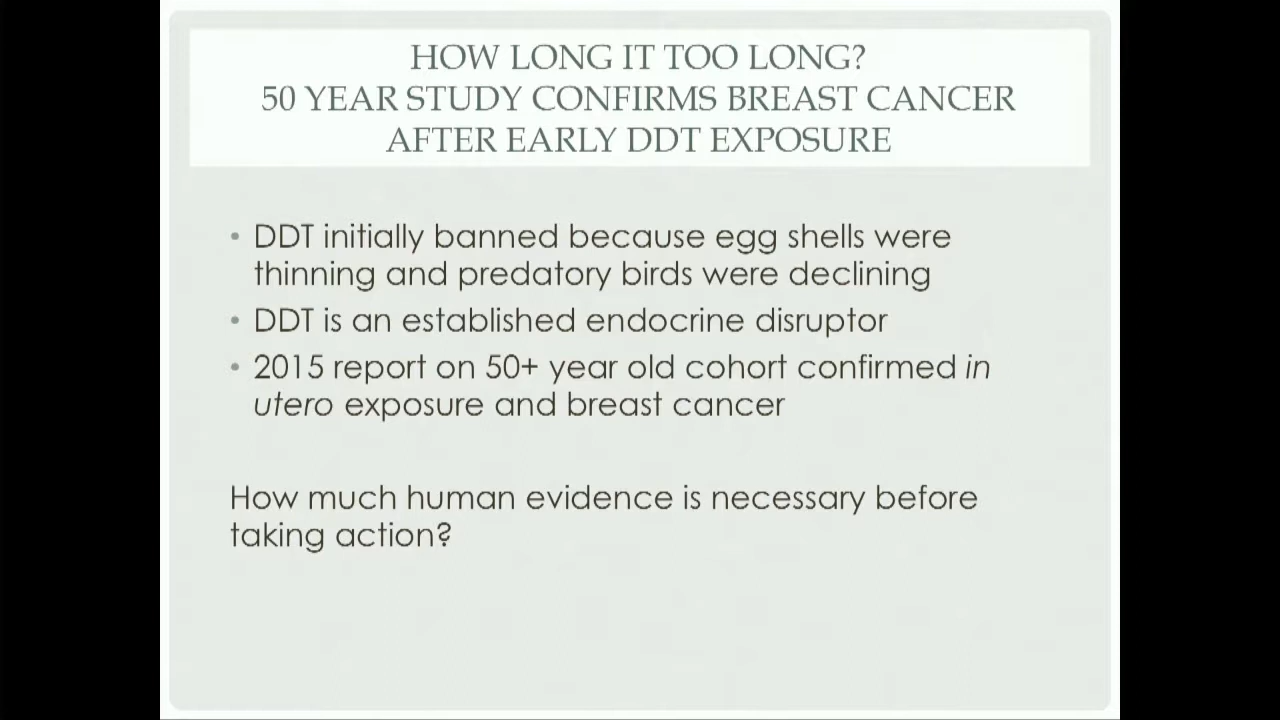 HOW LONG IT TOO LONG?
50 YEAR STUDY CONFIRMS BREAST CANCER
AFTER EARLY DDT EXPOSURE
• DDT initially banned because egg shells were
thinning and predatory birds were declining
• DDT is an established endocrine disruptor
• 2015 report on 50+ year old cohort confirmed in
utero exposure and breast cancer
How much human evidence is necessary before
taking action?